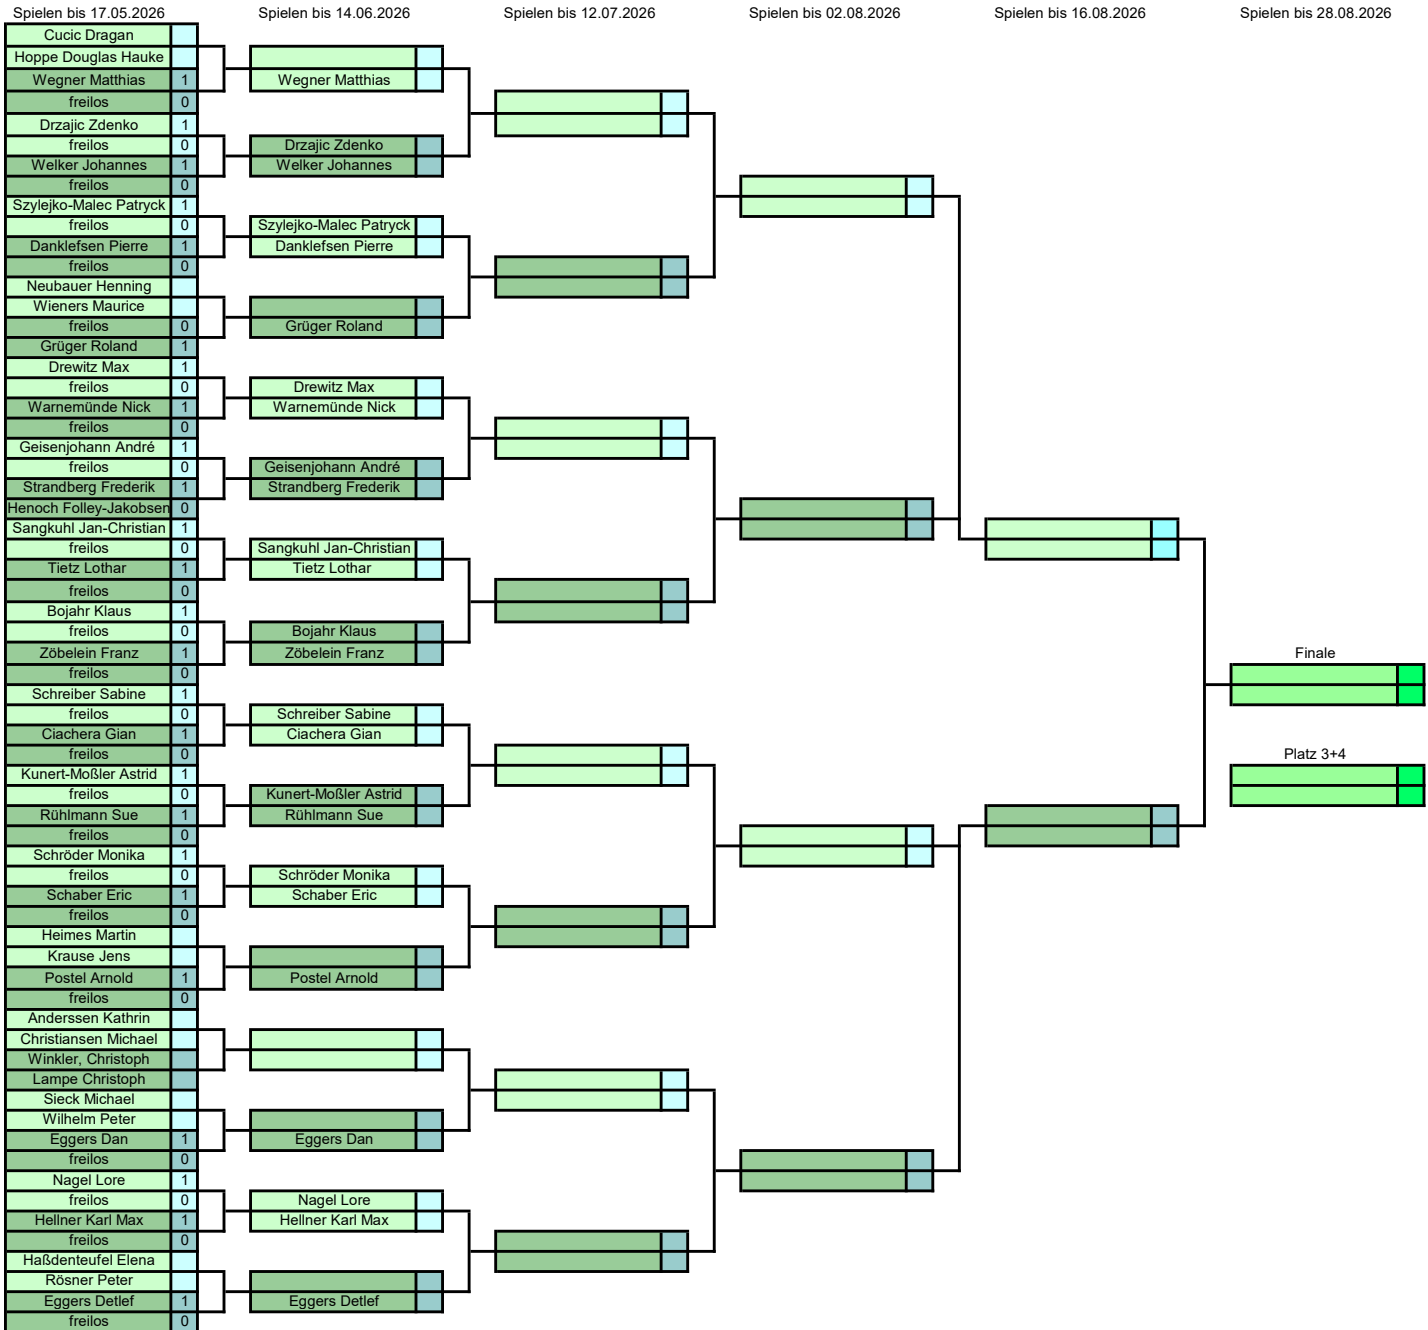 Spielen bis 17.05.2026 Spielen bis 14.06.2026 Spielen bis 12.07.2026 Spielen bis 02.08.2026 Spielen bis 16.08.2026 Spielen bis 28.08.2026
Cucic Dragan
Hoppe Douglas Hauke
Wegner Matthias 1 Wegner Matthias
freilos 0
Drzajic Zdenko 1
freilos 0 Drzajic Zdenko
Welker Johannes 1 Welker Johannes
freilos 0
Szylejko-Malec Patryck 1
freilos 0 Szylejko-Malec Patryck
Danklefsen Pierre 1 Danklefsen Pierre
freilos 0
Neubauer Henning
Wieners Maurice
freilos 0 Grüger Roland
Grüger Roland 1
Drewitz Max 1
freilos 0 Drewitz Max
Warnemünde Nick 1 Warnemünde Nick
freilos 0
Geisenjohann André 1
freilos 0 Geisenjohann André
Strandberg Frederik 1 Strandberg Frederik
Henoch Folley-Jakobsen 0
Sangkuhl Jan-Christian 1
freilos 0 Sangkuhl Jan-Christian
Tietz Lothar 1 Tietz Lothar
freilos 0
Bojahr Klaus 1
freilos 0 Bojahr Klaus
Zöbelein Franz 1 Zöbelein Franz Finale
freilos 0
Schreiber Sabine 1
freilos 0 Schreiber Sabine
Ciachera Gian 1 Ciachera Gian
freilos 0 Platz 3+4
Kunert-Moßler Astrid 1
freilos 0 Kunert-Moßler Astrid
Rühlmann Sue 1 Rühlmann Sue
freilos 0
Schröder Monika 1
freilos 0 Schröder Monika
Schaber Eric 1 Schaber Eric
freilos 0
Heimes Martin
Krause Jens
Postel Arnold 1 Postel Arnold
freilos 0
Anderssen Kathrin
Christiansen Michael
Winkler, Christoph
Lampe Christoph
Sieck Michael
Wilhelm Peter
Eggers Dan 1 Eggers Dan
freilos 0
Nagel Lore 1
freilos 0 Nagel Lore
Hellner Karl Max 1 Hellner Karl Max
freilos 0
Haßdenteufel Elena
Rösner Peter
Eggers Detlef 1 Eggers Detlef
freilos 0